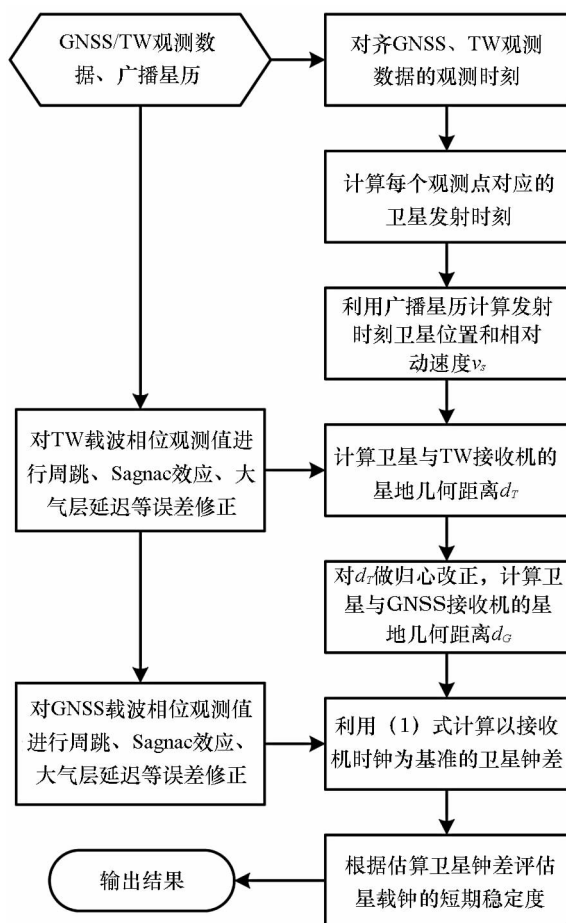 GNSS/TW观测数
据、广播星历
对齐GNSS、TW观测
数据的观测时刻
计算每个观测点对应的
卫星发射时刻
利用广播星历计算发射
时刻卫星位置和相对
动速度vs
对TW载波相位观测值进
行周跳、Sagnac效应、大
气层延迟等误差修正
计算卫星与TW接收机的
星地几何距离dT
对dT做归心改正，计算卫
星与GNSS接收机的星
地几何距离dG
对GNSS载波相位观测值
进行周跳、Sagnac效应、
大气层延迟等误差修正
利用（1）式计算以接收
机时钟为基准的卫星钟差
根据估算卫星钟差评估
星载钟的短期稳定度
输出结果